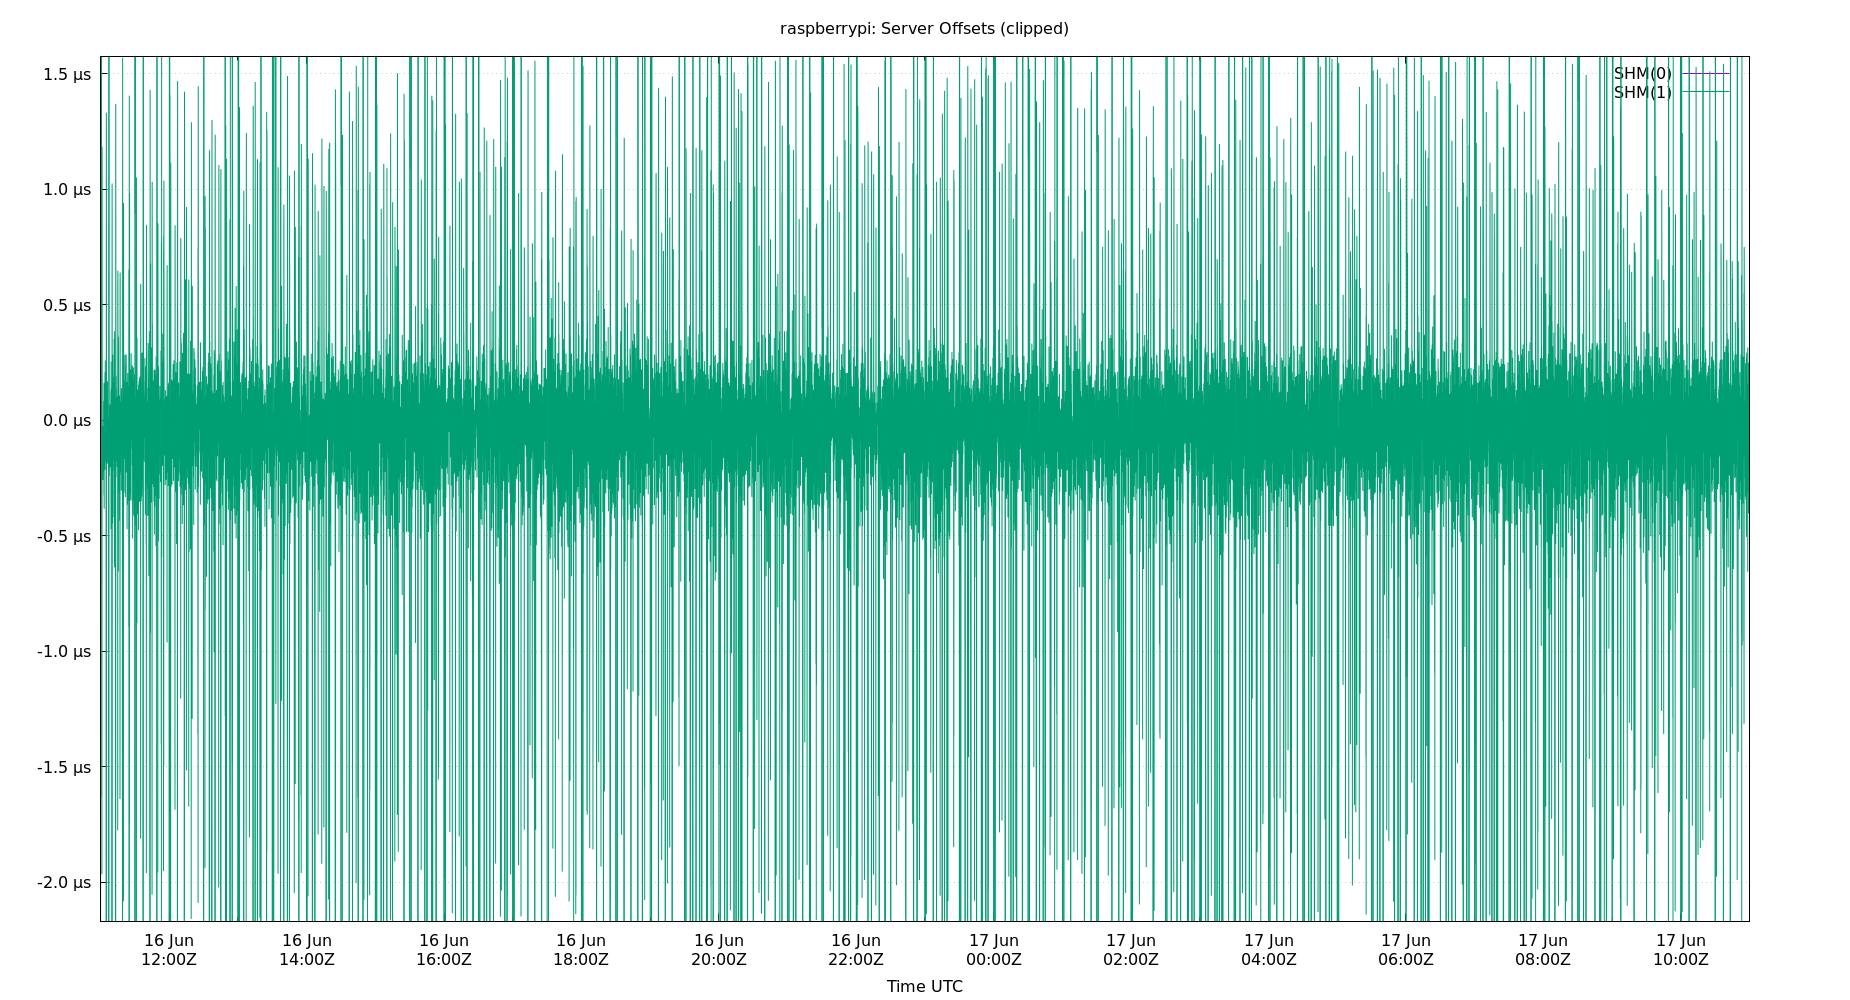 raspberrypi: Server Offsets (clipped)
1.5 µs
1.0 µs
0.5 µs
0.0 µs
-0.5 µs
-1.0 µs
-1.5 µs
-2.0 µs
SHM(0)
SHM(1)
16 Jun 16 Jun 16 Jun 16 Jun 16 Jun 16 Jun 17 Jun 17 Jun 17 Jun 17 Jun 17 Jun 17 Jun
12:00Z 14:00Z 16:00Z 18:00Z 20:00Z 22:00Z 00:00Z 02:00Z 04:00Z 06:00Z 08:00Z 10:00Z
Time UTC